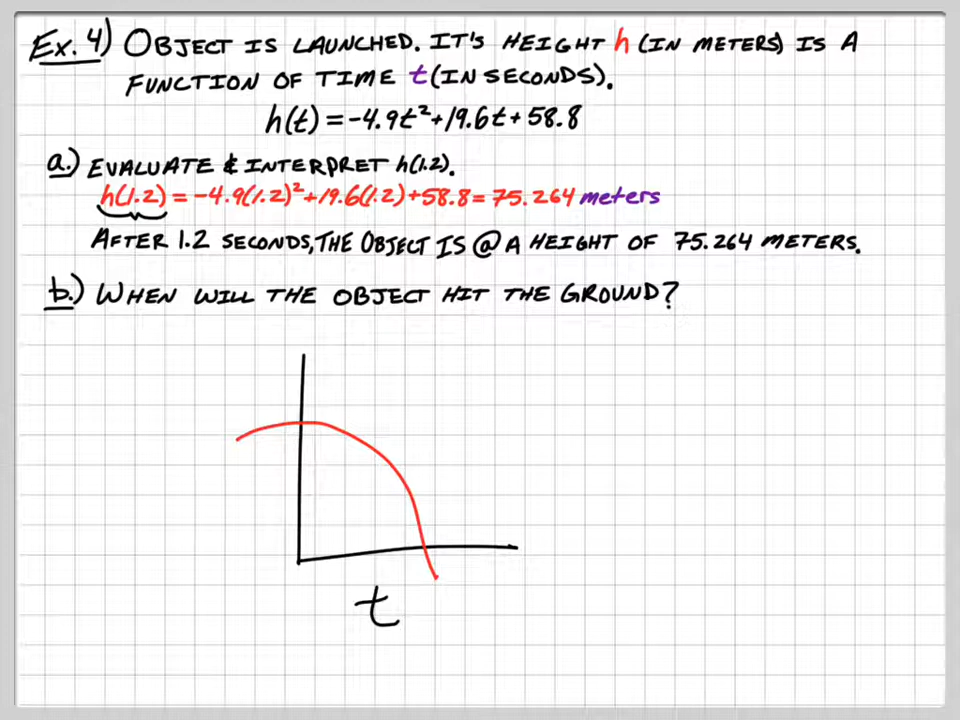 Ex. 4) OBJECT IS LAUNCHED. IT'S HEIGHT h (IN METERS) IS A
FUNCTION OF TIME t (IN SECONDS).
h(t) = -4.9t²+19.6t+58.8
a.) EVALUATE & INTERPRET h(1.2).
h(1.2) = -4.9(1.2)²+19.6(1.2)+58.8 = 75.264 meters
AFTER 1.2 SECONDS, THE OBJECT IS @ A HEIGHT OF 75.264 METERS.
b.) WHEN WILL THE OBJECT HIT THE GROUND?
t